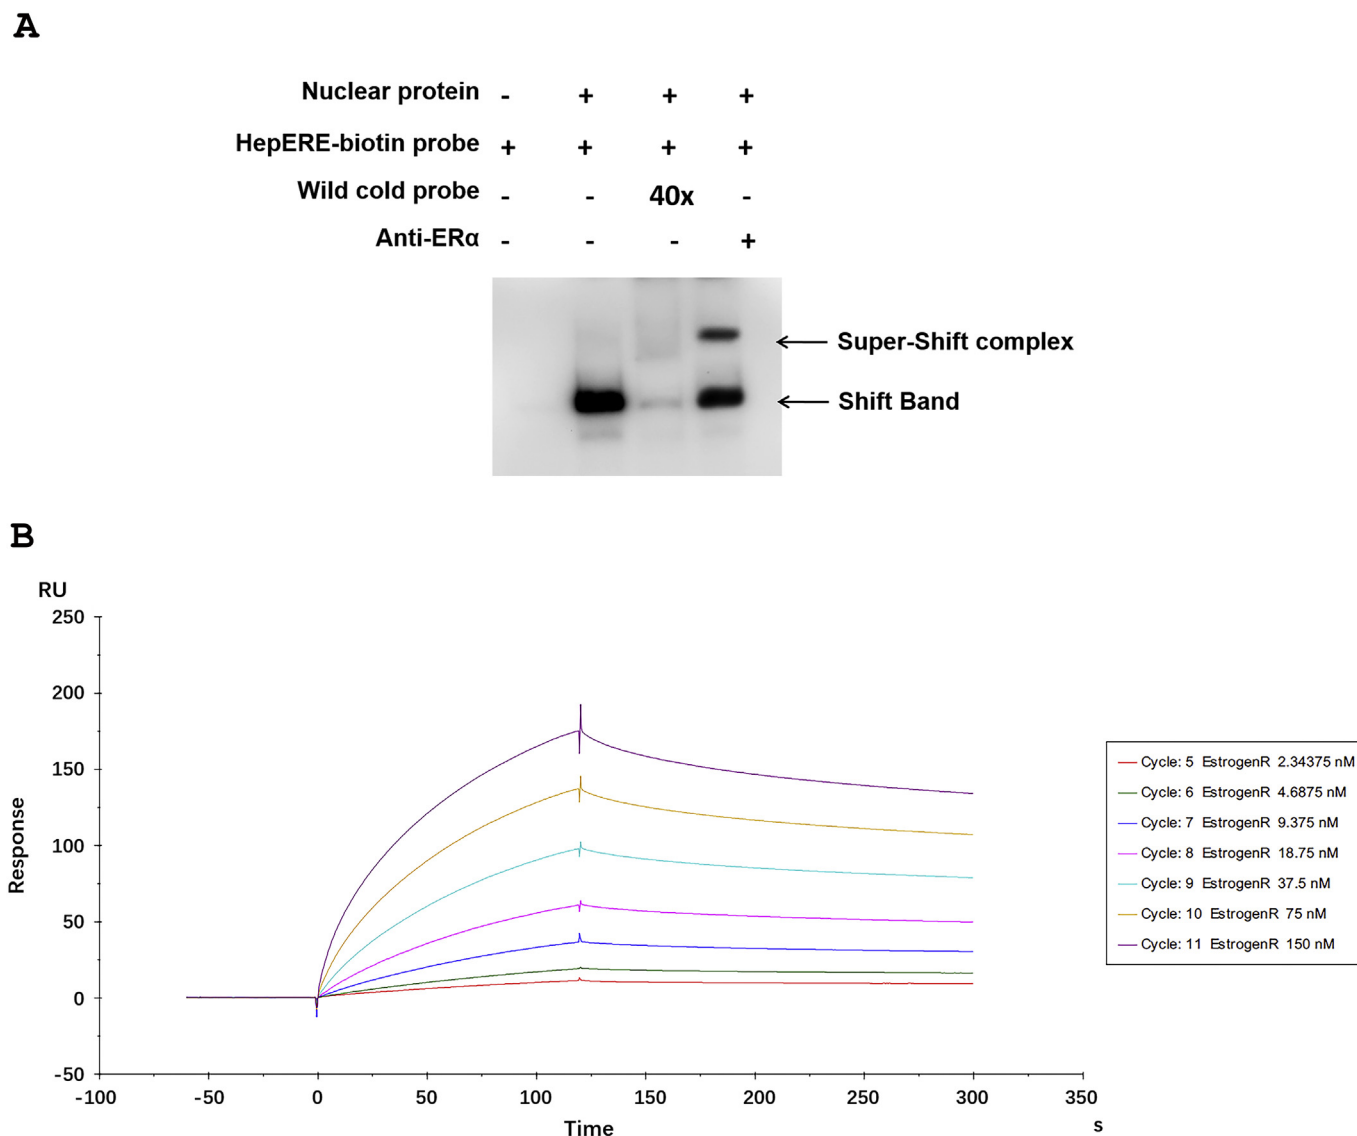 A
Nuclear protein - + + +
HepERE-biotin probe + + + +
Wild cold probe - - 40x -
Anti-ERα - - - +
Super-Shift complex
Shift Band
B
RU
250
200
150
100
50
0
-50
Response
-100 -50 0 50 100 150 200 250 300 350
Time
s
Cycle: 5 EstrogenR 2.34375 nM
Cycle: 6 EstrogenR 4.6875 nM
Cycle: 7 EstrogenR 9.375 nM
Cycle: 8 EstrogenR 18.75 nM
Cycle: 9 EstrogenR 37.5 nM
Cycle: 10 EstrogenR 75 nM
Cycle: 11 EstrogenR 150 nM